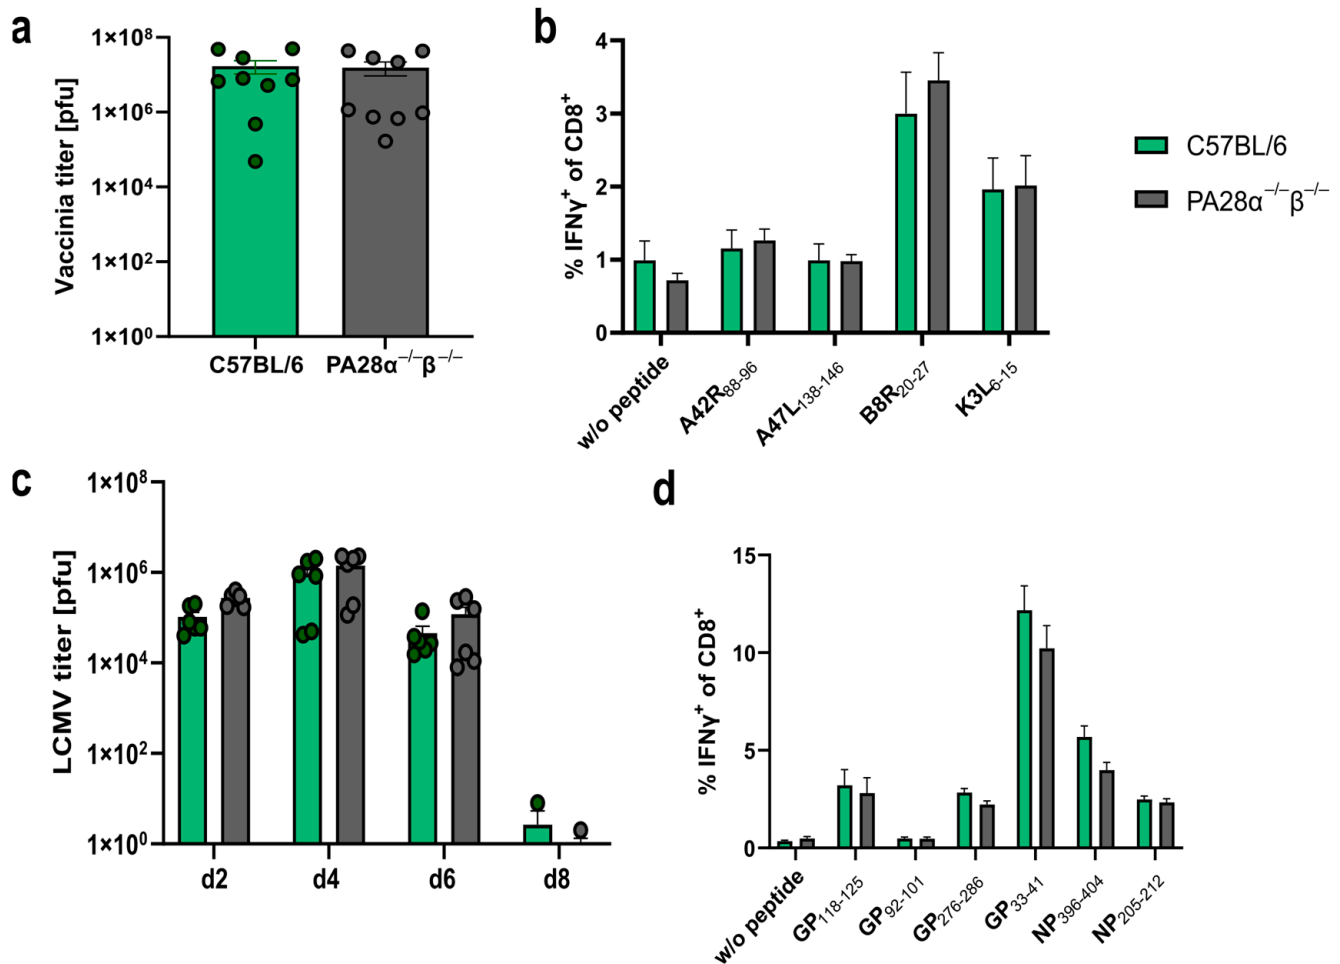 a
Vaccinia titer [pfu]
1×10⁸
1×10⁶
1×10⁴
1×10²
1×10⁰
C57BL/6
PA28α⁻/⁻β⁻/⁻
b
% IFNγ⁺ of CD8⁺
4
3
2
1
0
w/o peptide
A42R₈₈₋₉₆
A47L₁₃₈₋₁₄₆
B8R₂₀₋₂₇
K3L₆₋₁₅
C57BL/6
PA28α⁻/⁻β⁻/⁻
c
LCMV titer [pfu]
1×10⁸
1×10⁶
1×10⁴
1×10²
1×10⁰
d2
d4
d6
d8
d
% IFNγ⁺ of CD8⁺
15
10
5
0
w/o peptide
GP₁₁₈₋₁₂₅
GP₉₂₋₁₀₁
GP₂₇₆₋₂₈₆
GP₃₃₋₄₁
NP₃₉₆₋₄₀₄
NP₂₀₅₋₂₁₂